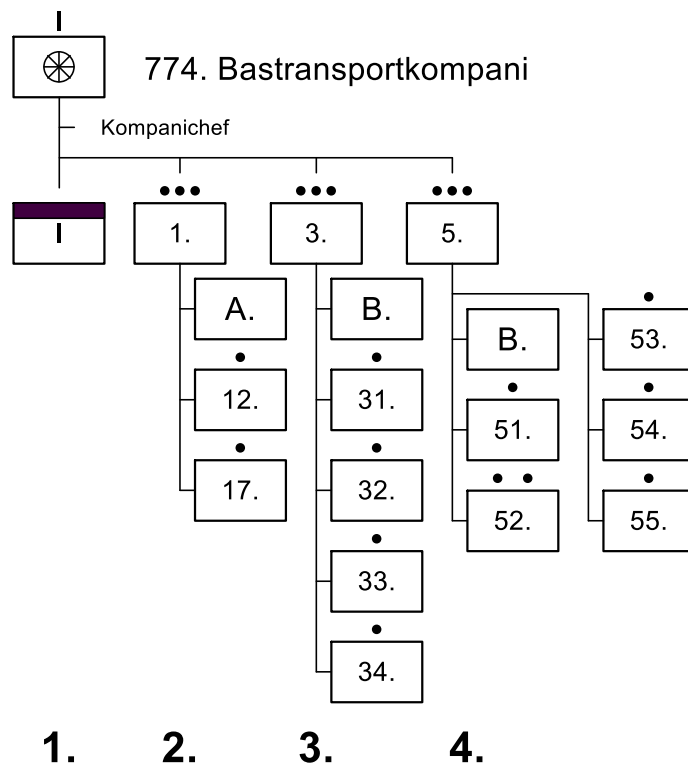 I
774. Bastransportkompani
Kompanichef
I
1.
3.
5.
A.
B.
B.
53.
12.
31.
51.
54.
17.
32.
52.
55.
33.
34.
1.
2.
3.
4.